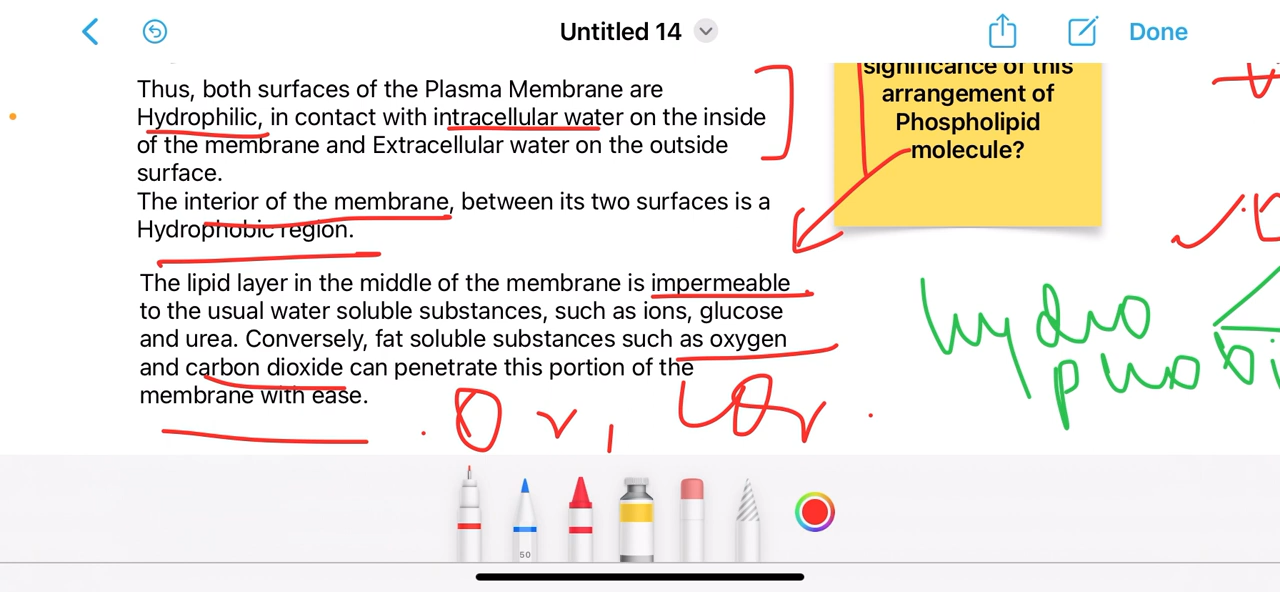 Untitled 14
Done
Thus, both surfaces of the Plasma Membrane are
Hydrophilic, in contact with intracellular water on the inside
of the membrane and Extracellular water on the outside
surface.
The interior of the membrane, between its two surfaces is a
Hydrophobic region.
The lipid layer in the middle of the membrane is impermeable
to the usual water soluble substances, such as ions, glucose
and urea. Conversely, fat soluble substances such as oxygen
and carbon dioxide can penetrate this portion of the
membrane with ease.
significance of this
arrangement of
Phospholipid
molecule?
hydro
phobi
50